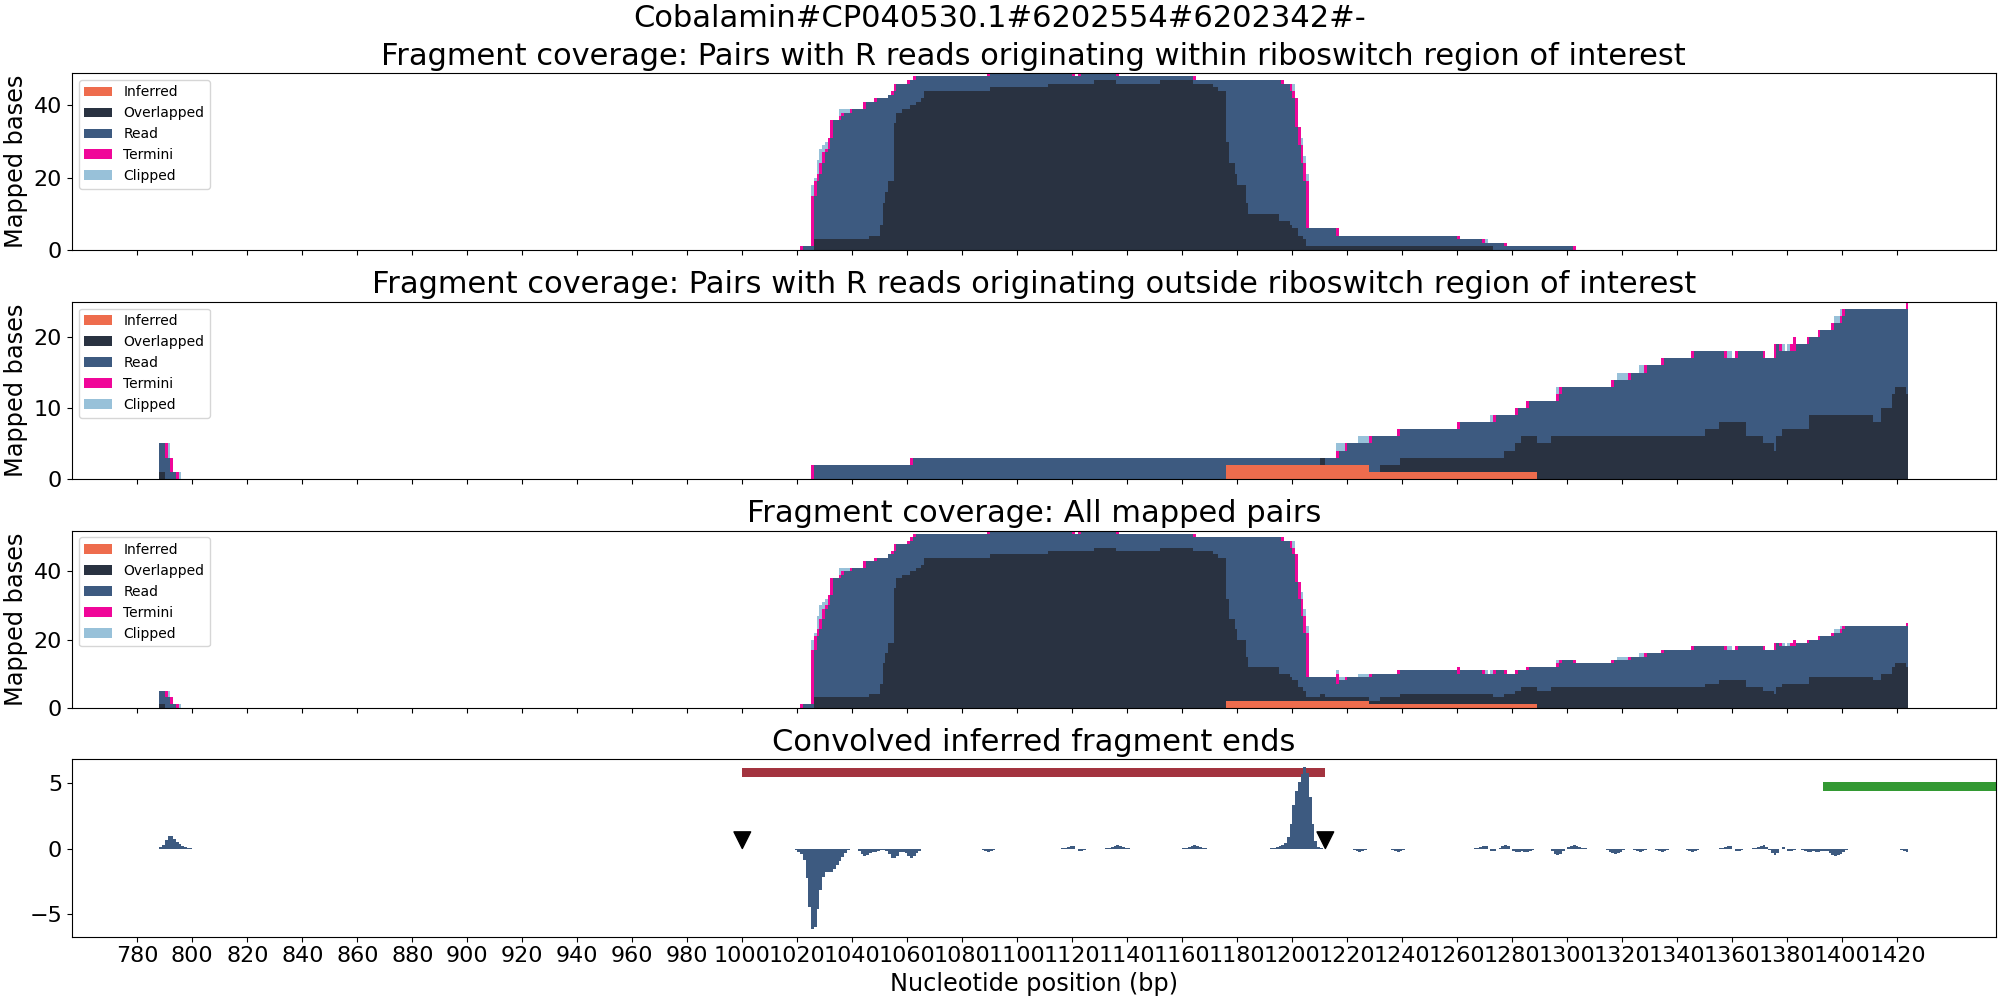 Cobalamin#CP040530.1#6202554#6202342#-
Fragment coverage: Pairs with R reads originating within riboswitch region of interest
Mapped bases
40
20
0
Inferred
Overlapped
Read
Termini
Clipped
Fragment coverage: Pairs with R reads originating outside riboswitch region of interest
Mapped bases
20
10
0
Inferred
Overlapped
Read
Termini
Clipped
Fragment coverage: All mapped pairs
Mapped bases
40
20
0
Inferred
Overlapped
Read
Termini
Clipped
Convolved inferred fragment ends
5
0
−5
780 800 820 840 860 880 900 920 940 960 980 1000 1020 1040 1060 1080 1100 1120 1140 1160 1180 1200 1220 1240 1260 1280 1300 1320 1340 1360 1380 1400 1420
Nucleotide position (bp)